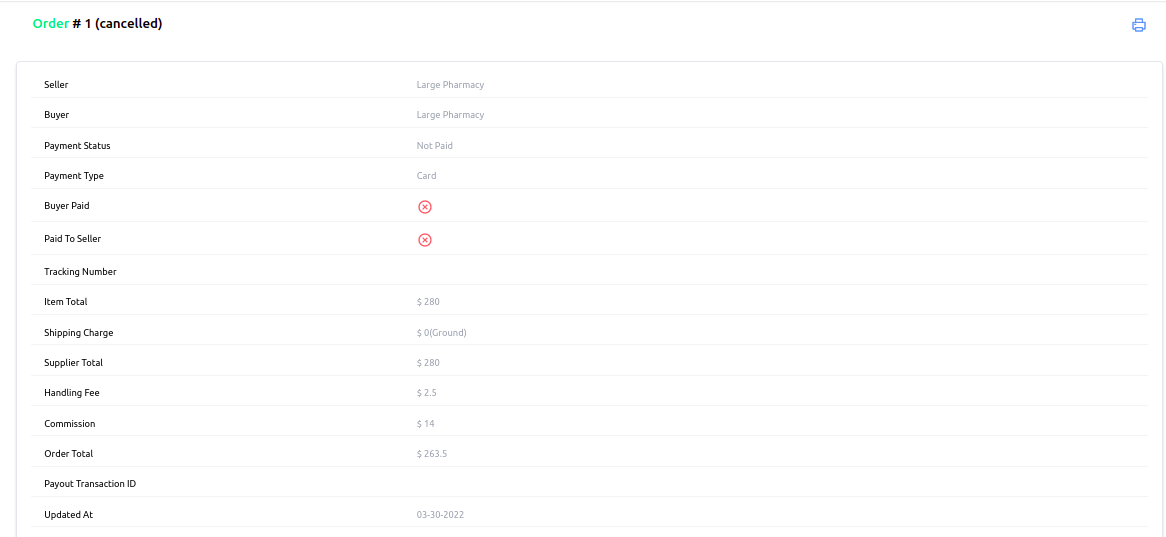 Order # 1 (cancelled)
Seller Large Pharmacy
Buyer Large Pharmacy
Payment Status Not Paid
Payment Type Card
Buyer Paid
Paid To Seller
Tracking Number
Item Total $ 280
Shipping Charge $ 0(Ground)
Supplier Total $ 280
Handling Fee $ 2.5
Commission $ 14
Order Total $ 263.5
Payout Transaction ID
Updated At 03-30-2022